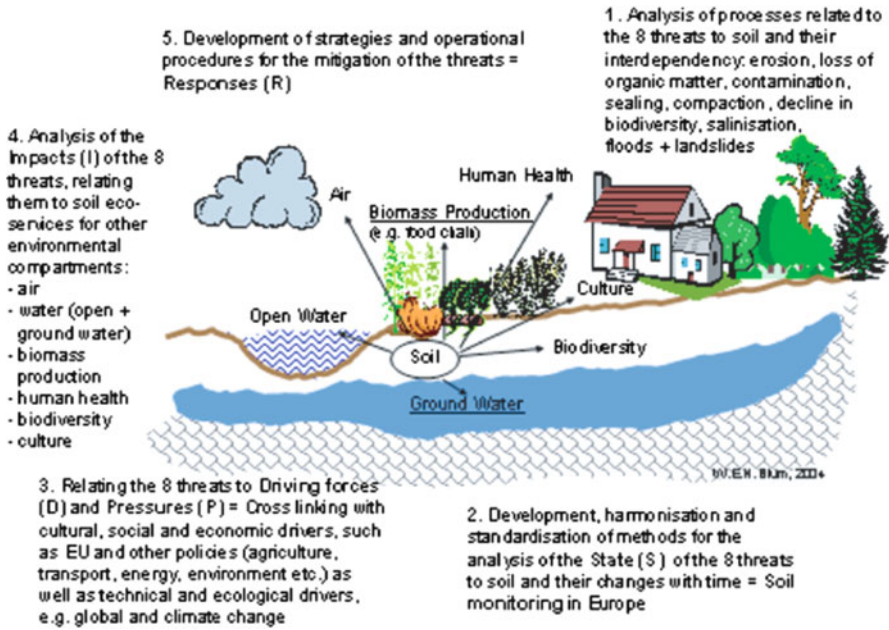 1. Analysis of processes related to
the 8 threats to soil and their
interdependency: erosion, loss of
organic matter, contamination,
sealing, compaction, decline in
biodiversity, salinisation,
floods + landslides
5. Development of strategies and operational
procedures for the mitigation of the threats =
Responses (R)
4. Analysis of the
Impacts (I) of the 8
threats, relating
them to soil eco-
services for other
environmental
compartments:
- air
- water (open +
ground water)
- biomass
production
- human health
- biodiversity
- culture
Air
Human Health
Biomass Production
(e.g. food chain)
Culture
Open Water
Soil
Biodiversity
Ground Water
W.E.H. Blum, 2004
3. Relating the 8 threats to Driving forces
(D) and Pressures (P) = Cross linking with
cultural, social and economic drivers, such
as EU and other policies (agriculture,
transport, energy, environment etc.) as
well as technical and ecological drivers,
e.g. global and climate change
2. Development, harmonisation and
standardisation of methods for the
analysis of the State (S) of the 8 threats
to soil and their changes with time = Soil
monitoring in Europe